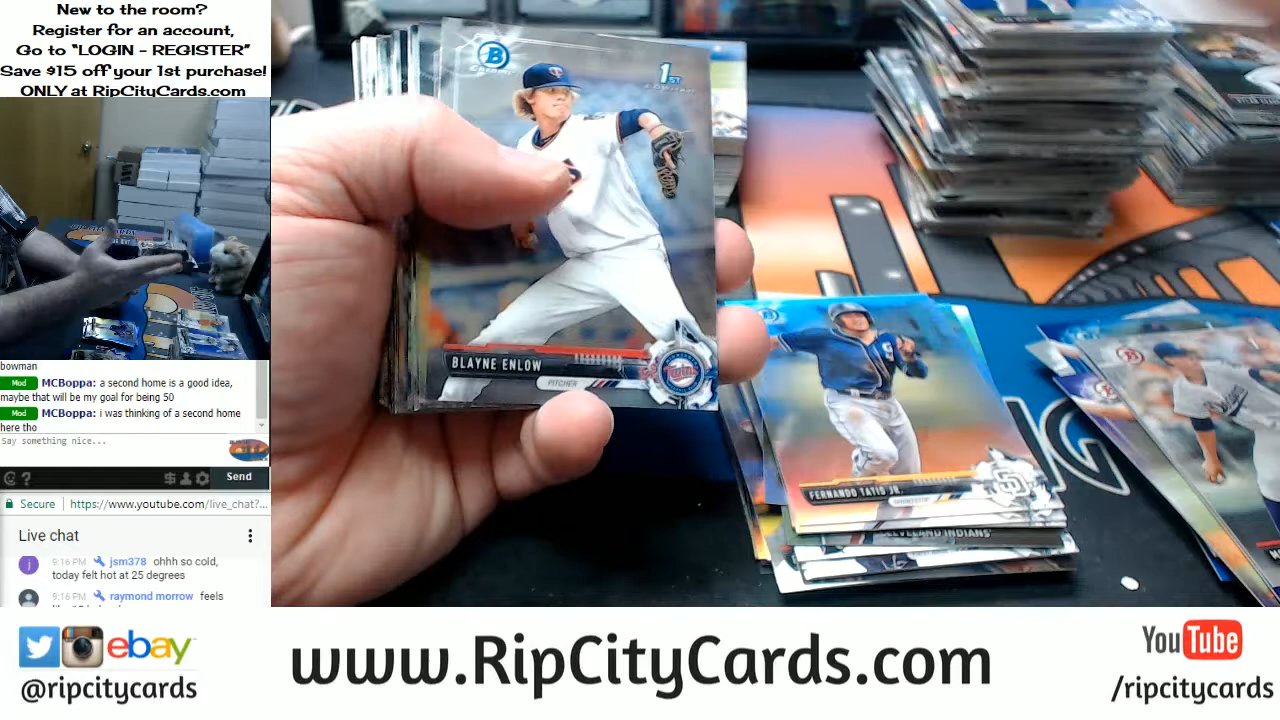 New to the room?
Register for an account,
Go to “LOGIN - REGISTER”
Save $15 off your 1st purchase!
ONLY at RipCityCards.com
bowman
Mod MCBoppa: a second home is a good idea,
maybe that will be my goal for being 50
Mod MCBoppa: i was thinking of a second home
here tho
Say something nice...
Send
Secure https://www.youtube.com/live_chat?...
Live chat
9:16 PM jsm378 ohhh so cold,
today felt hot at 25 degrees
9:16 PM raymond morrow feels
B
1ST
BLAYNE ENLOW
PITCHER
Twins
FERNANDO TATIS JR.
SHORTSTOP
CLEVELAND INDIANS
ebay
@ripcitycards
www.RipCityCards.com
YouTube
/ripcitycards